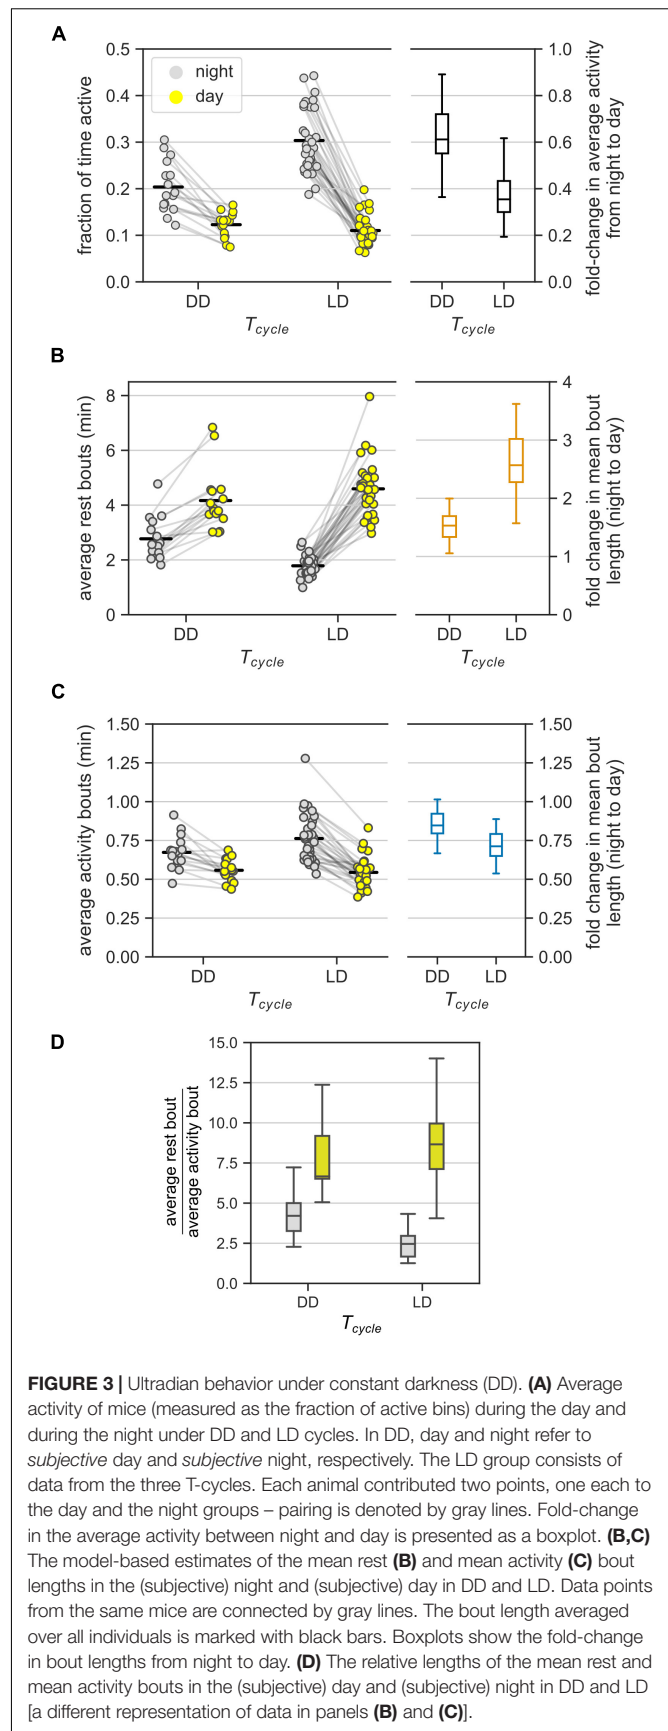 A
fraction of time active
0.5
0.4
0.3
0.2
0.1
0.0
night
day
DD
LD
T_cycle
1.0
0.8
0.6
0.4
0.2
0.0
fold-change in average activity
from night to day
DD
LD
T_cycle
B
average rest bouts (min)
8
6
4
2
0
DD
LD
T_cycle
4
3
2
1
0
fold change in mean bout
length (night to day)
DD
LD
T_cycle
C
average activity bouts (min)
1.50
1.25
1.00
0.75
0.50
0.25
0.00
DD
LD
T_cycle
1.50
1.25
1.00
0.75
0.50
0.25
0.00
fold change in mean bout
length (night to day)
DD
LD
T_cycle
D
average rest bout
average activity bout
15.0
12.5
10.0
7.5
5.0
2.5
0.0
DD
LD
T_cycle
FIGURE 3 | Ultradian behavior under constant darkness (DD). (A) Average
activity of mice (measured as the fraction of active bins) during the day and
during the night under DD and LD cycles. In DD, day and night refer to
subjective day and subjective night, respectively. The LD group consists of
data from the three T-cycles. Each animal contributed two points, one each to
the day and the night groups – pairing is denoted by gray lines. Fold-change
in the average activity between night and day is presented as a boxplot. (B,C)
The model-based estimates of the mean rest (B) and mean activity (C) bout
lengths in the (subjective) night and (subjective) day in DD and LD. Data points
from the same mice are connected by gray lines. The bout length averaged
over all individuals is marked with black bars. Boxplots show the fold-change
in bout lengths from night to day. (D) The relative lengths of the mean rest and
mean activity bouts in the (subjective) day and (subjective) night in DD and LD
[a different representation of data in panels (B) and (C)].